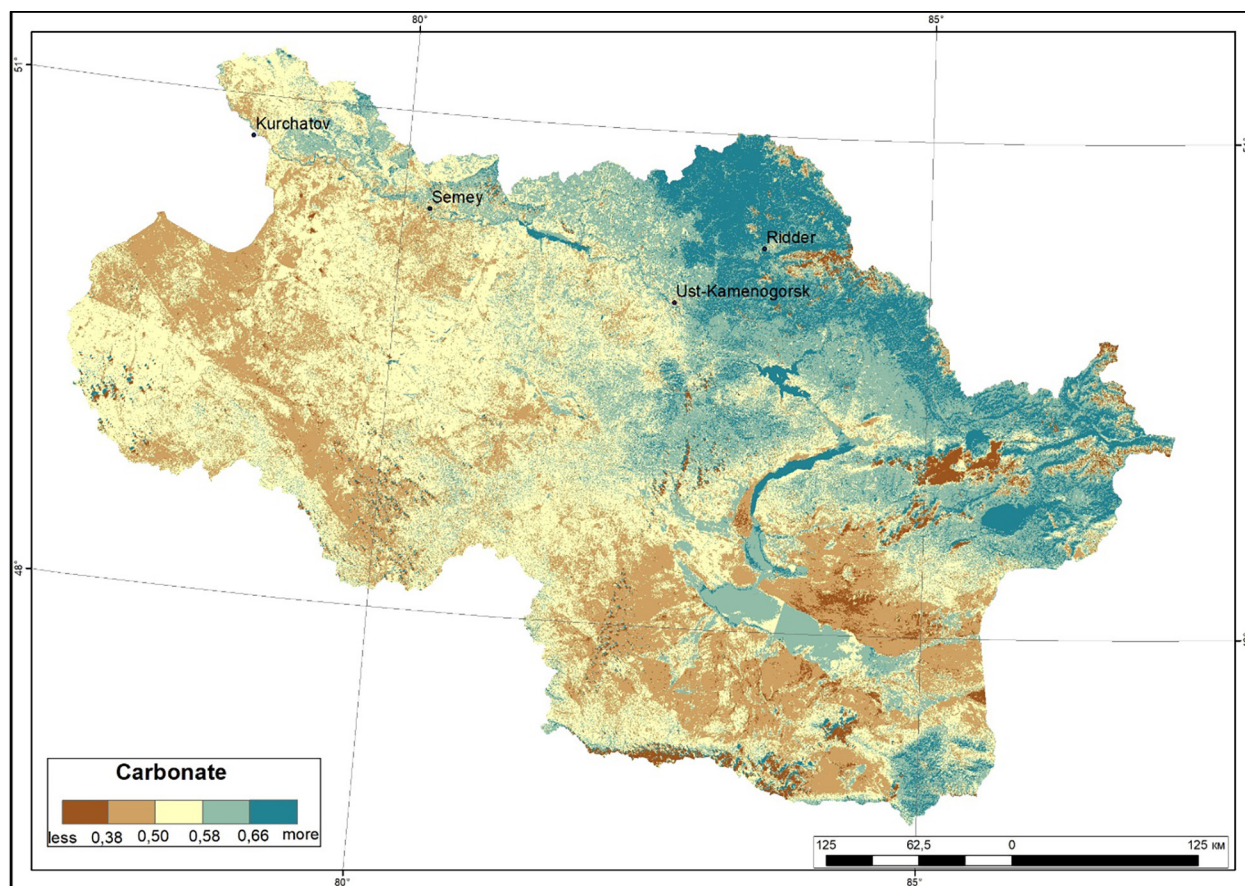 80°
85°
51°
Kurchatov
Semey
Ridder
Ust-Kamenogorsk
48°
Carbonate
less 0,38 0,50 0,58 0,66 more
125 62,5 0 125 км
80°
85°